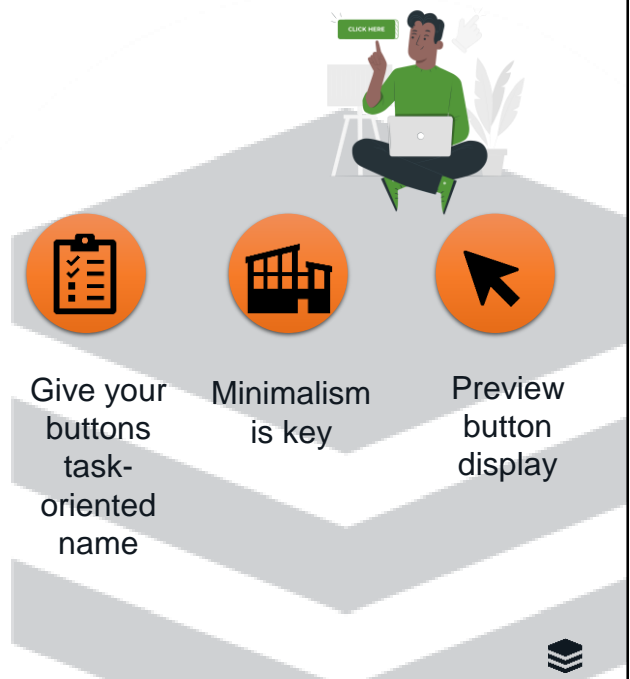 CLICK HERE
Give your
buttons
task-
oriented
name
Minimalism
is key
Preview
button
display